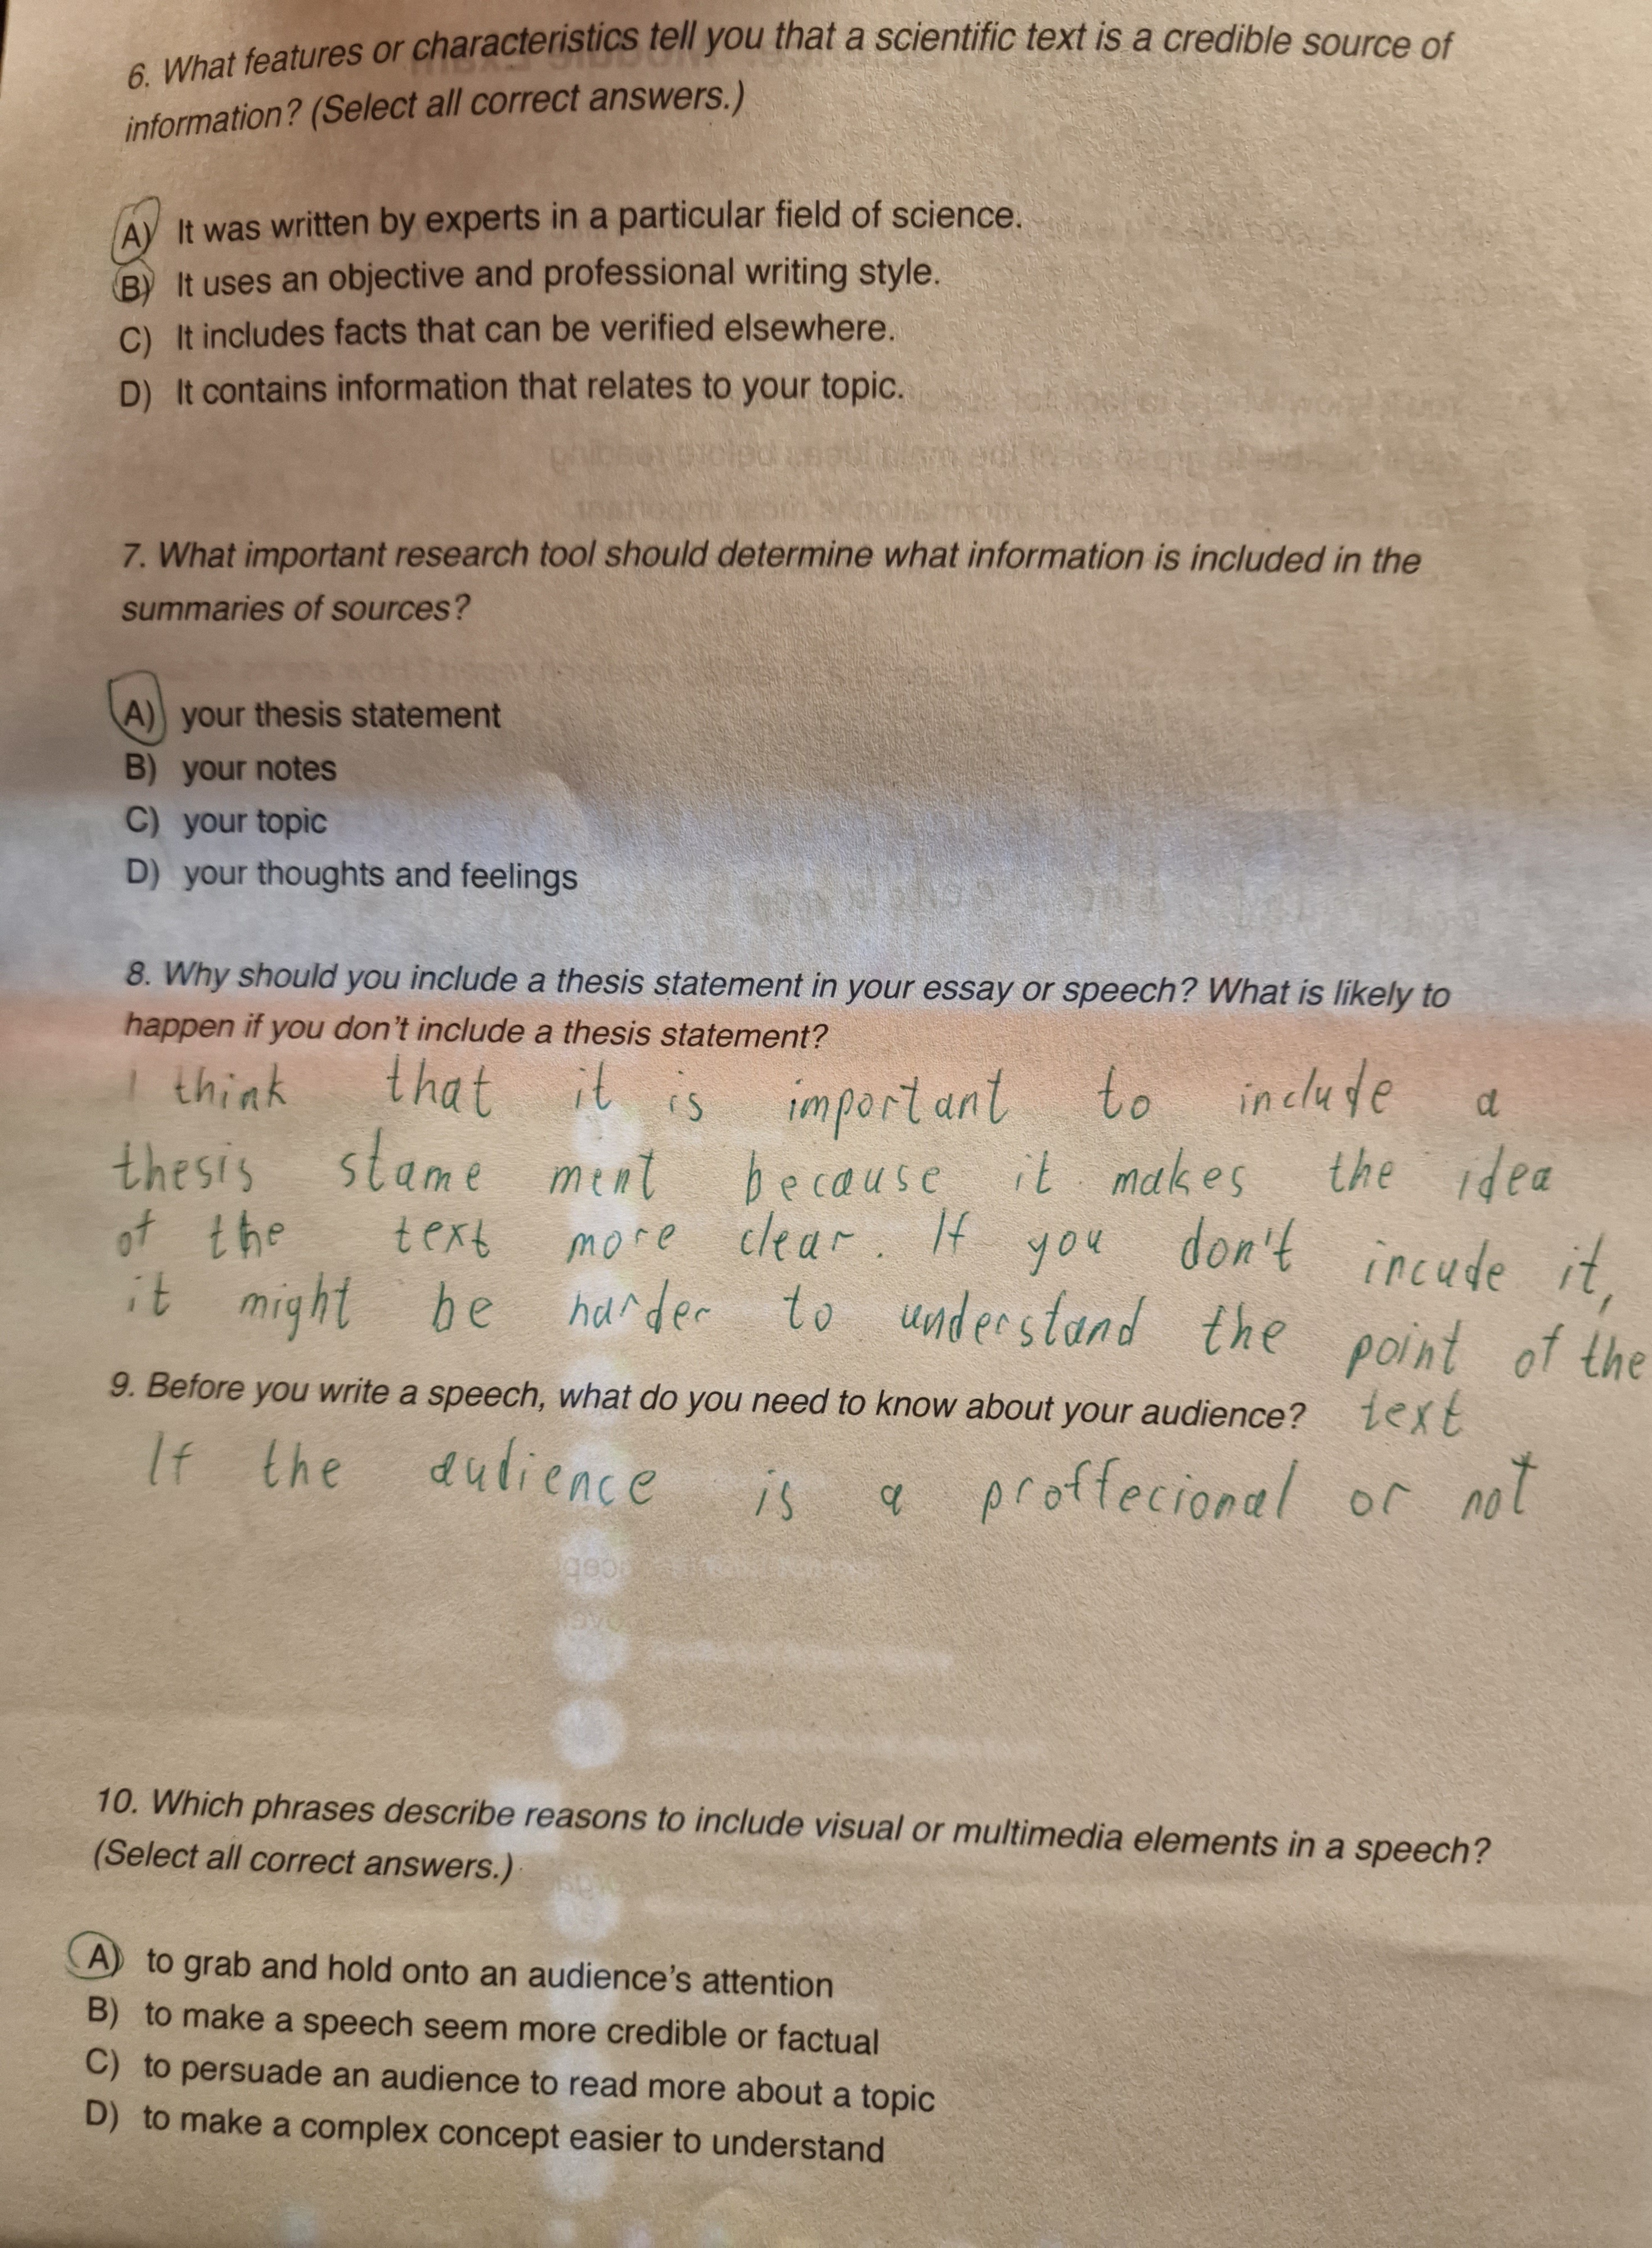 6. What features or characteristics tell you that a scientific text is a credible source of
information? (Select all correct answers.)
A) It was written by experts in a particular field of science.
B) It uses an objective and professional writing style.
C) It includes facts that can be verified elsewhere.
D) It contains information that relates to your topic.
7. What important research tool should determine what information is included in the
summaries of sources?
A) your thesis statement
B) your notes
C) your topic
D) your thoughts and feelings
8. Why should you include a thesis statement in your essay or speech? What is likely to
happen if you don't include a thesis statement?
I think that it is important to include a
thesis stame ment because it makes the idea
of the text more clear. If you don't incude it,
it might be harder to understand the point of the
text
9. Before you write a speech, what do you need to know about your audience?
If the audience is a proffecional or not
10. Which phrases describe reasons to include visual or multimedia elements in a speech?
(Select all correct answers.)
A) to grab and hold onto an audience's attention
B) to make a speech seem more credible or factual
C) to persuade an audience to read more about a topic
D) to make a complex concept easier to understand